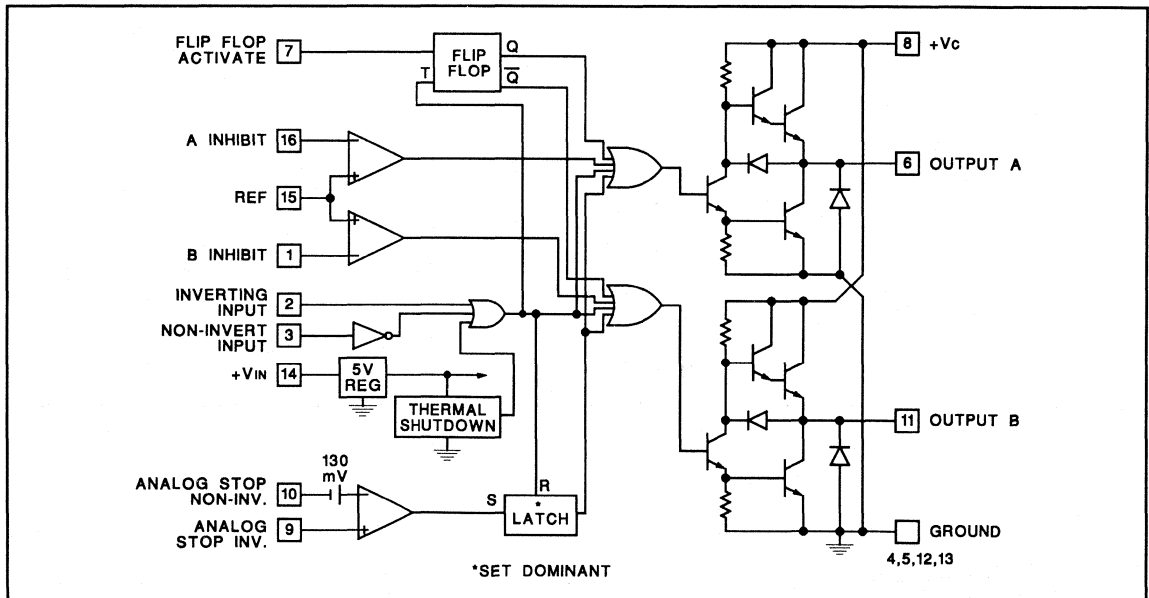 FLIP FLOP
ACTIVATE
7
FLIP
FLOP
T
Q
Q̅
8
+Vc
A INHIBIT
16
REF
15
B INHIBIT
1
6
OUTPUT A
INVERTING
INPUT
2
NON-INVERT
INPUT
3
+VIN
14
5V
REG
THERMAL
SHUTDOWN
11
OUTPUT B
130
mV
ANALOG STOP
NON-INV.
10
-
ANALOG
STOP INV.
9
+
S
R
*
LATCH
GROUND
4,5,12,13
*SET DOMINANT